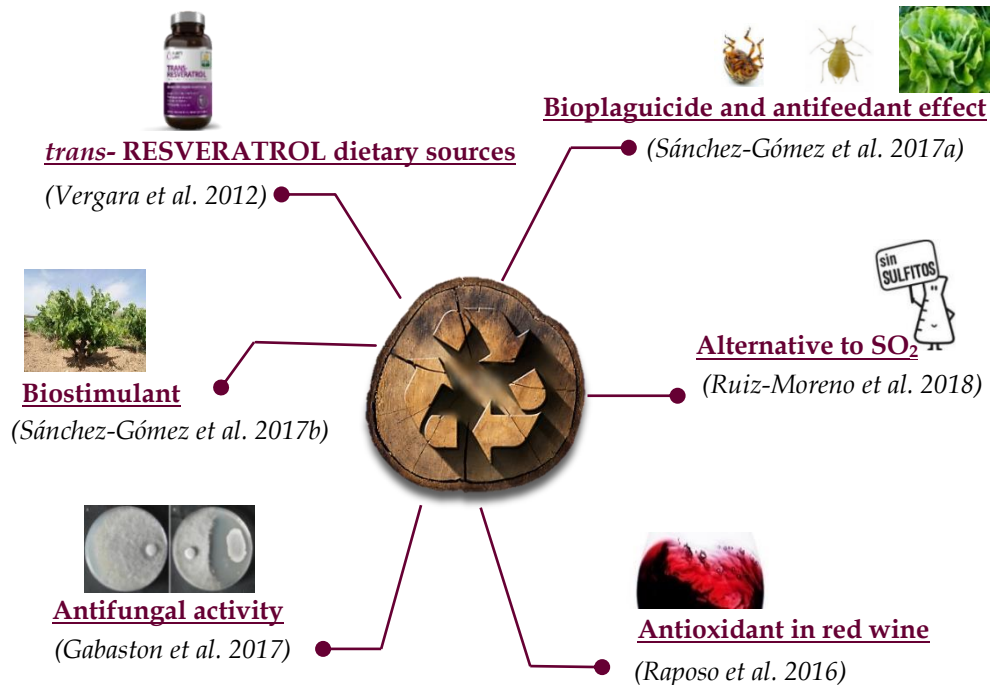 TRANS-
RESVERATROL
Bioplaguicide and antifeedant effect
trans- RESVERATROL dietary sources
(Sánchez-Gómez et al. 2017a)
(Vergara et al. 2012)
sin
SULFITOS
Alternative to SO₂
Biostimulant
(Ruiz-Moreno et al. 2018)
(Sánchez-Gómez et al. 2017b)
Antifungal activity
Antioxidant in red wine
(Gabaston et al. 2017)
(Raposo et al. 2016)